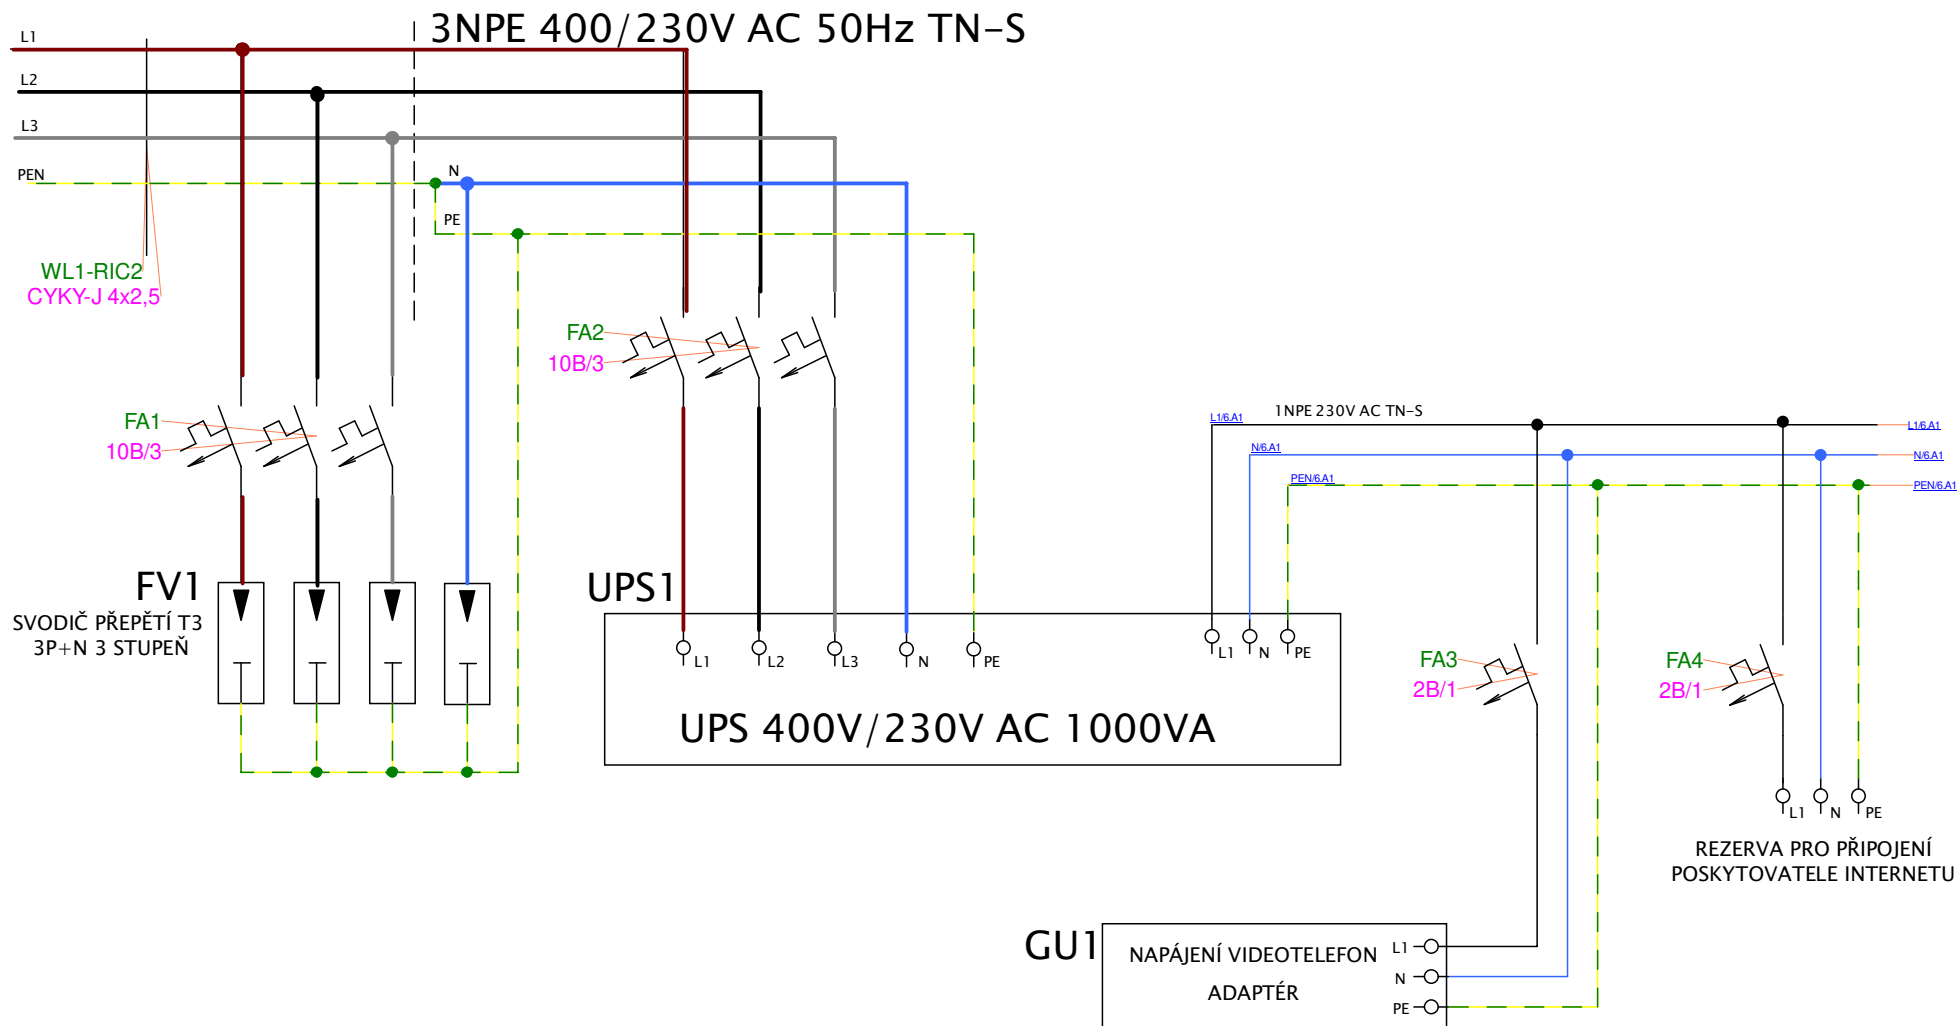 3NPE 400/230V AC 50Hz TN-S
L1
L2
L3
PEN
N
PE
WL1-RIC2
CYKY-J 4x2,5
FA2
10B/3
FA1
10B/3
L1/6.A1
1NPE 230V AC TN-S
L1/6.A1
N/6.A1
N/6.A1
PEN/6.A1
PEN/6.A1
FV1
SVODIČ PŘEPĚTÍ T3
3P+N 3 STUPEŇ
UPS1
L1
L2
L3
N
PE
L1
N
PE
UPS 400V/230V AC 1000VA
FA3
2B/1
FA4
2B/1
L1
N
PE
REZERVA PRO PŘIPOJENÍ
POSKYTOVATELE INTERNETU
GU1
NAPÁJENÍ VIDEOTELEFON
ADAPTÉR
L1
N
PE